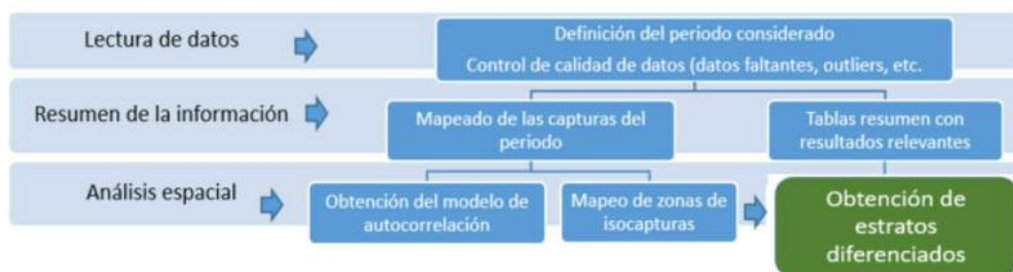 Lectura de datos
Definición del periodo considerado
Control de calidad de datos (datos faltantes, outliers, etc.
Resumen de la información
Mapeado de las capturas del
periodo
Tablas resumen con
resultados relevantes
Análisis espacial
Obtención del modelo de
autocorrelación
Mapeo de zonas de
isocapturas
Obtención de
estratos
diferenciados